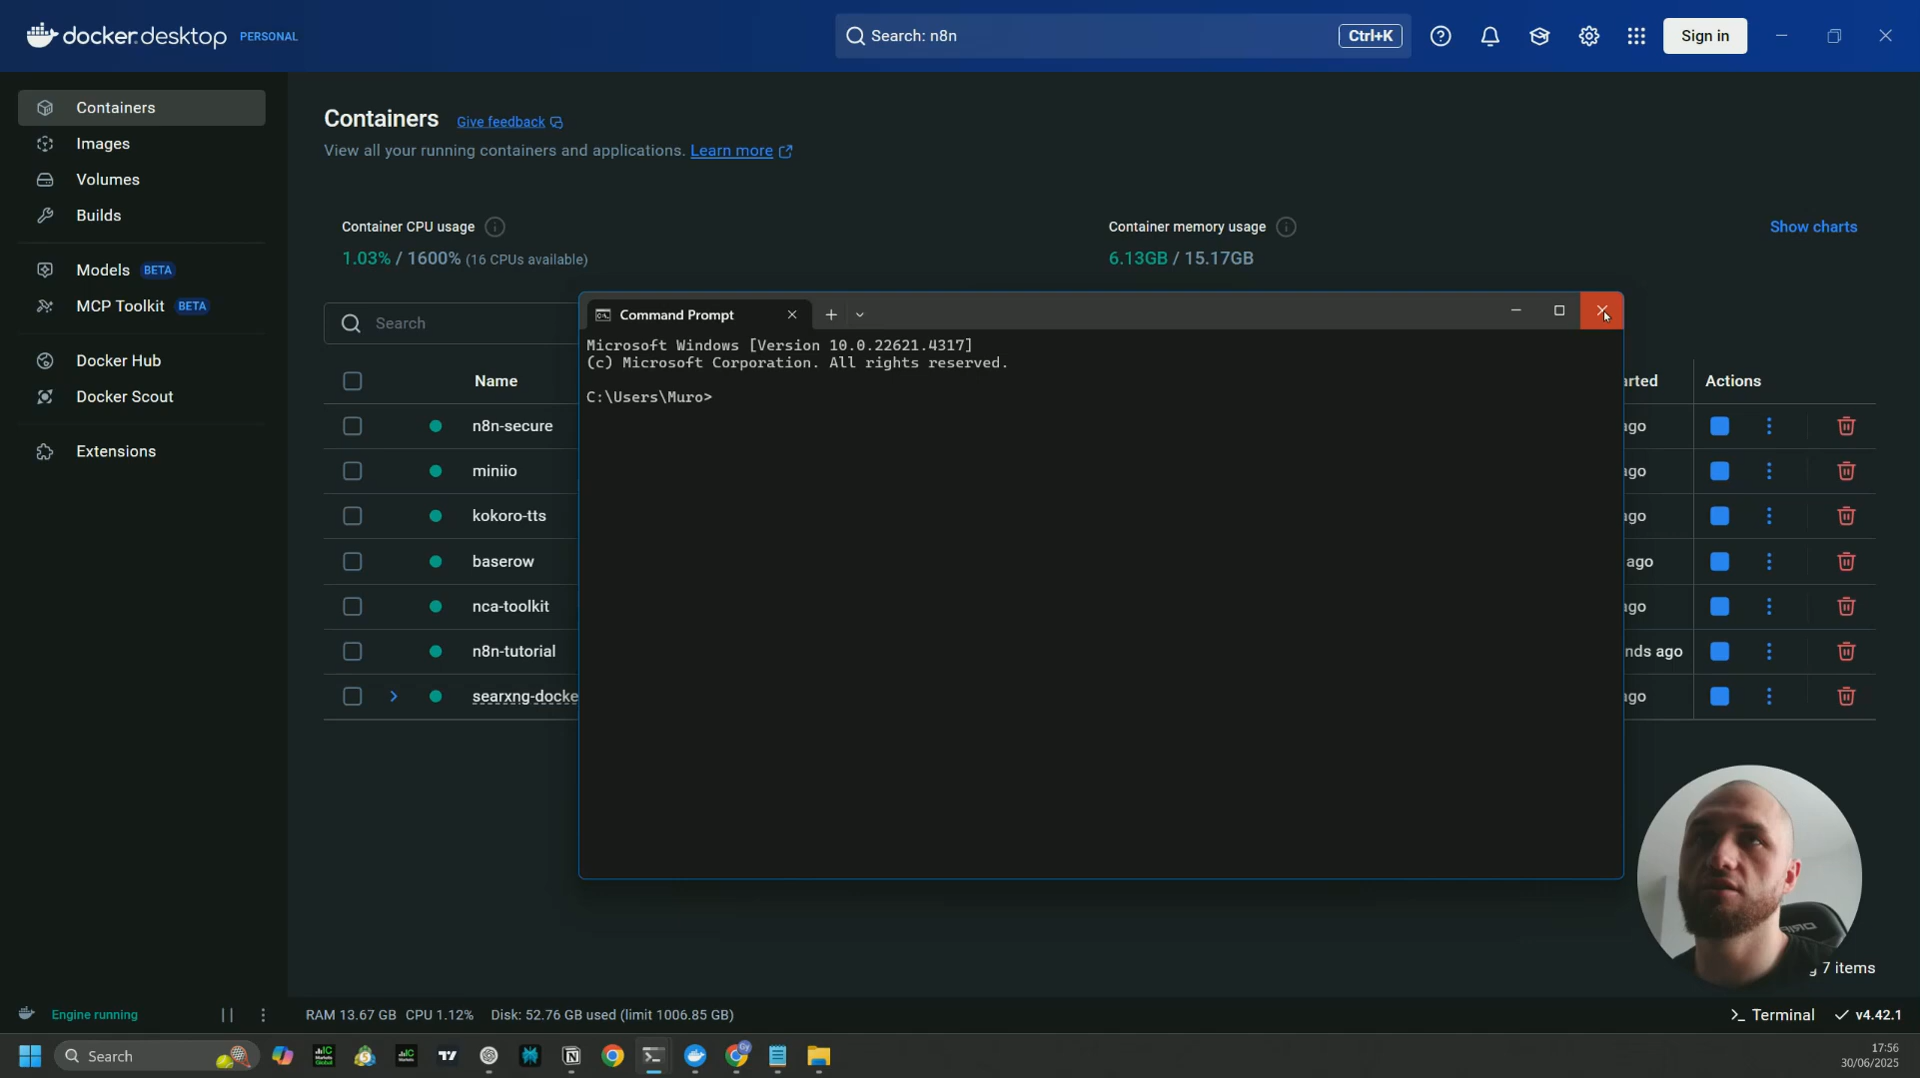 docker.desktop PERSONAL
Search: n8n
Ctrl+K
Sign in
Containers
Images
Volumes
Builds
Models BETA
MCP Toolkit BETA
Docker Hub
Docker Scout
Extensions
Containers Give feedback
View all your running containers and applications. Learn more
Container CPU usage
1.03% / 1600% (16 CPUs available)
Container memory usage
6.13GB / 15.17GB
Show charts
Search
Name
arted
Actions
n8n-secure
ago
miniio
ago
kokoro-tts
ago
baserow
ago
nca-toolkit
ago
n8n-tutorial
nds ago
searxng-docke
ago
Command Prompt
Microsoft Windows [Version 10.0.22621.4317]
(c) Microsoft Corporation. All rights reserved.
C:\Users\Muro>
7 items
Engine running
RAM 13.67 GB CPU 1.12% Disk: 52.76 GB used (limit 1006.85 GB)
Terminal
v4.42.1
Search
17:56
30/06/2025